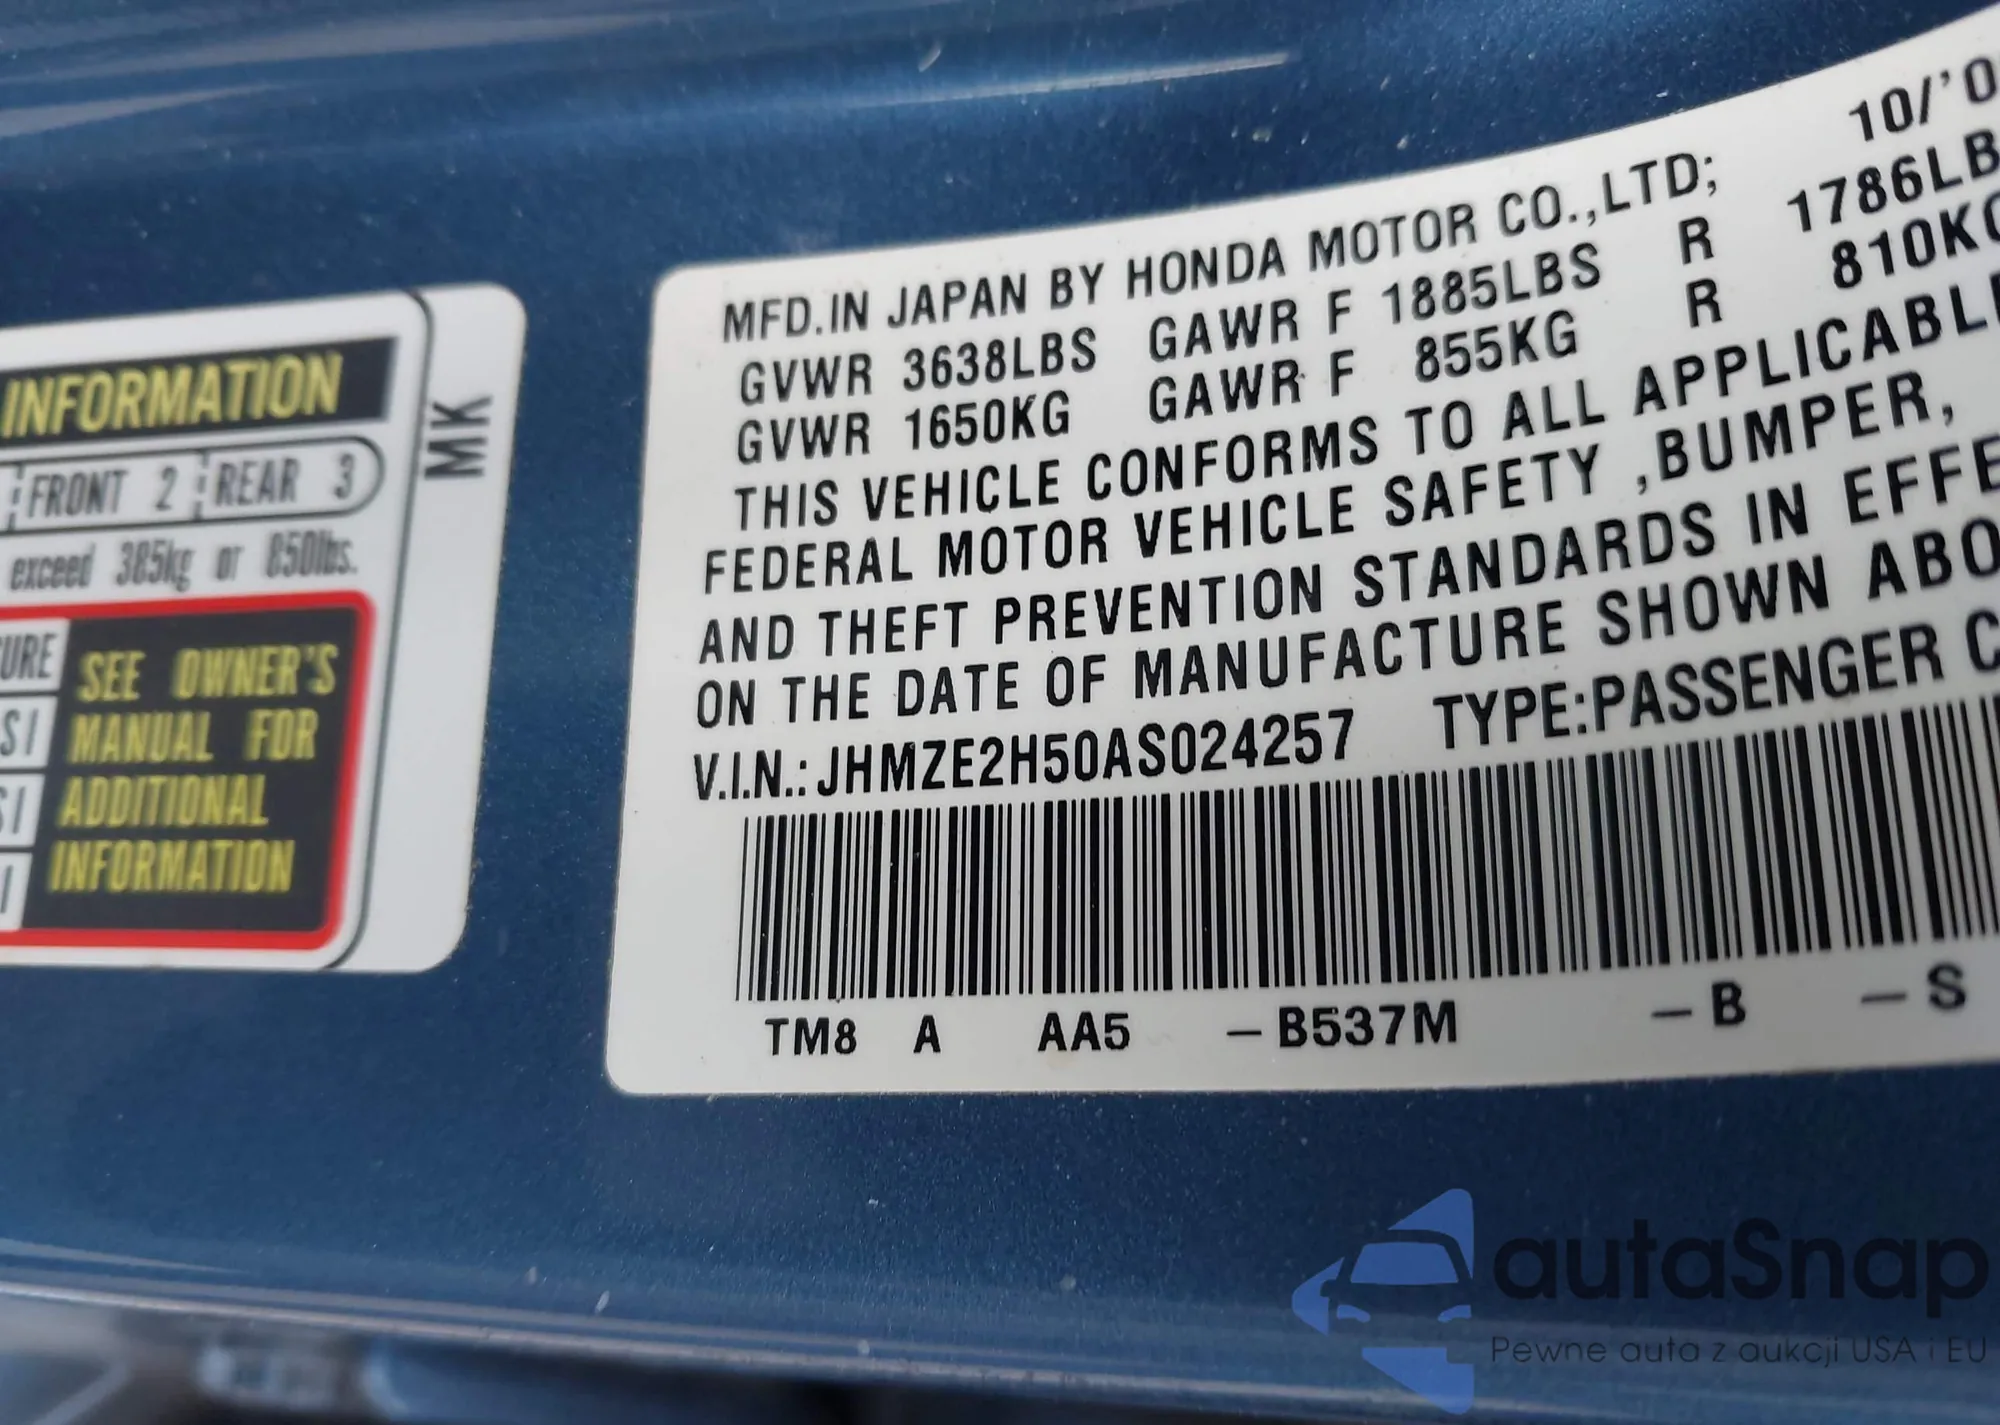 INFORMATION
FRONT 2 REAR 3
exceed 385kg or 850lbs.
SEE OWNER'S
MANUAL FOR
ADDITIONAL
INFORMATION
MK
10/'0
MFD.IN JAPAN BY HONDA MOTOR CO.,LTD;
GVWR 3638LBS GAWR F 1885LBS R 1786LB
GVWR 1650KG GAWR F 855KG R 810KG
THIS VEHICLE CONFORMS TO ALL APPLICABLE
FEDERAL MOTOR VEHICLE SAFETY ,BUMPER,
AND THEFT PREVENTION STANDARDS IN EFFE
ON THE DATE OF MANUFACTURE SHOWN ABO
V.I.N.: JHMZE2H50AS024257 TYPE:PASSENGER C
TM8 A AA5 -B537M -B -S
autaSnap
Pewne auta z aukcji USA i EU